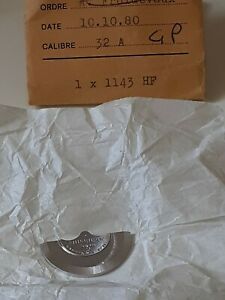 ORDRE
DATE 10.10.80
CALIBRE 32 A GP
1 x 1143 HF